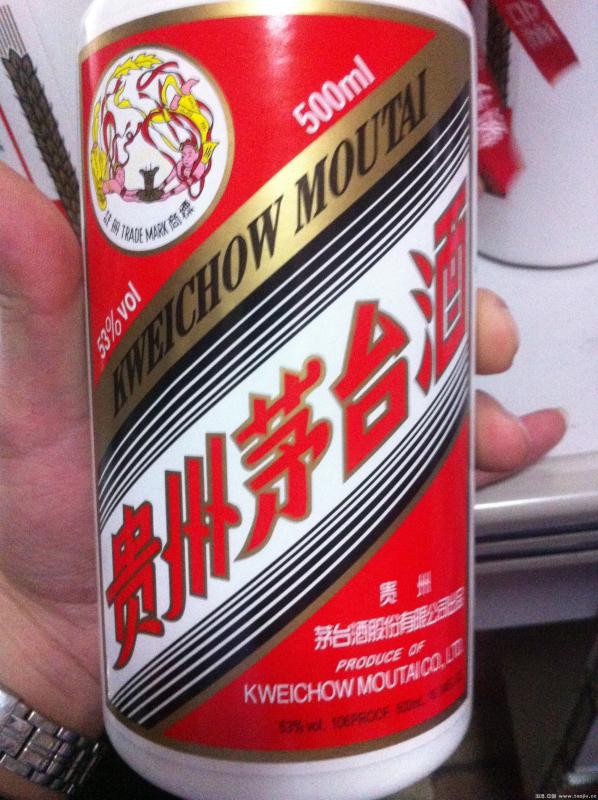 500ml
注册 TRADE MARK 商標
KWEICHOW MOUTAI
53%vol
贵州茅台酒
贵州
茅台酒股份有限公司出品
PRODUCE OF
KWEICHOW MOUTAI CO., LTD.
53% vol. 106PROOF 500mL